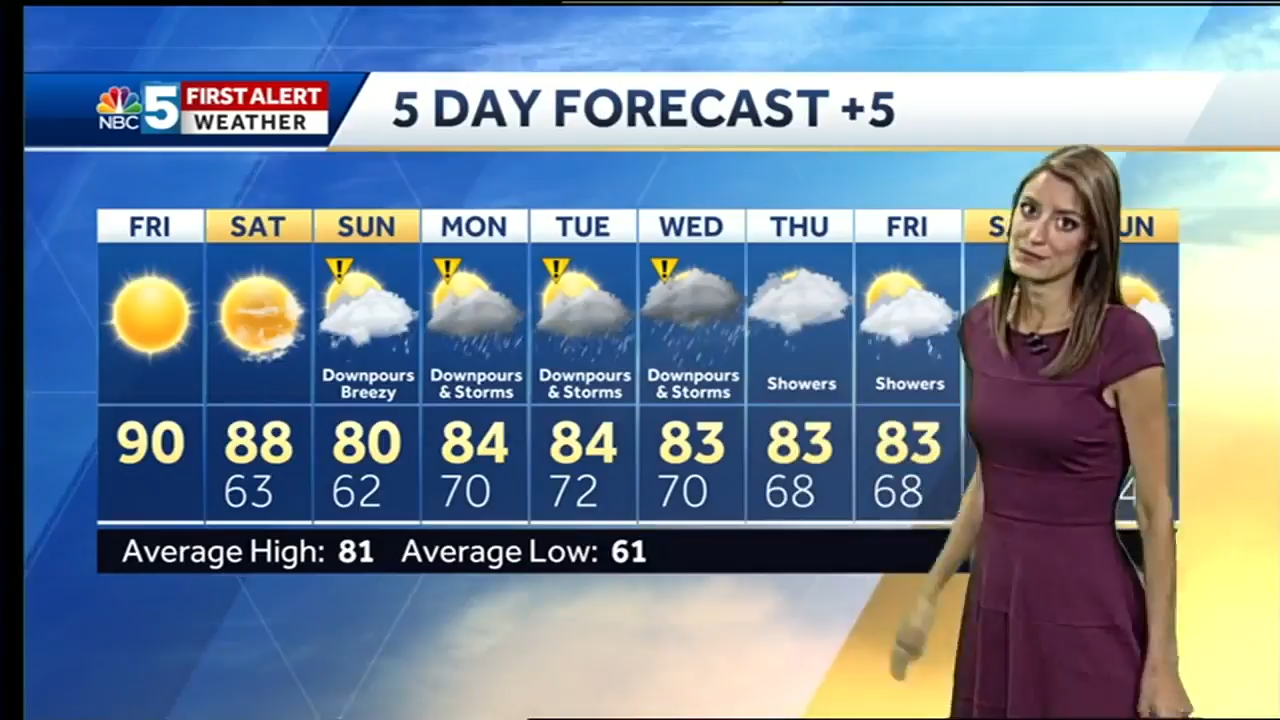 NBC 5 FIRST ALERT WEATHER
5 DAY FORECAST +5
FRI SAT SUN MON TUE WED THU FRI
! ! ! !
Downpours Breezy Downpours & Storms Downpours & Storms Downpours & Storms Showers Showers
90 88 80 84 84 83 83 83
63 62 70 72 70 68 68
Average High: 81 Average Low: 61